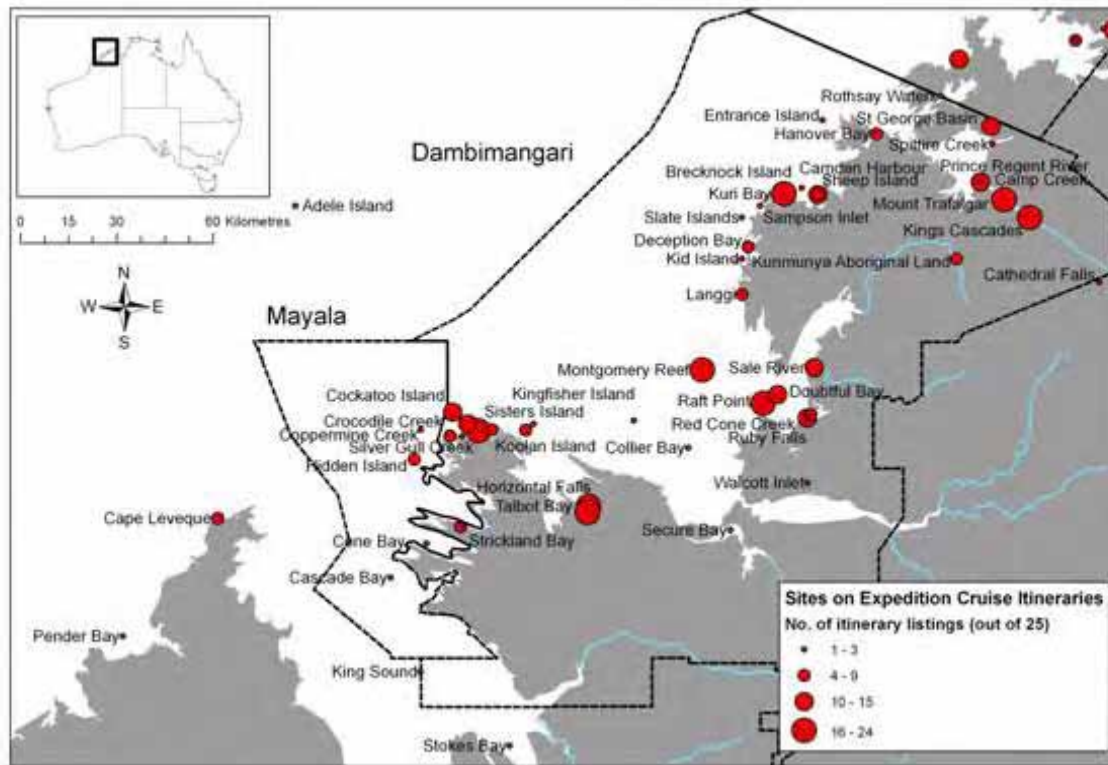 Adele Island
0 15 30 60 Kilometres
N
W E
S
Dambimangari
Mayala
Rothsay Waters
Entrance Island
St George Basin
Hanover Bay
Spitfire Creek
Brecknock Island
Camden Harbour
Prince Regent River
Kuri Bay
Sheep Island
Camp Creek
Slate Islands
Sampson Inlet
Mount Trafalgar
Kings Cascades
Deception Bay
Kid Island
Kunmunya Aboriginal Land
Cathedral Falls
Langgi
Montgomery Reef
Sale River
Cockatoo Island
Kingfisher Island
Doubtful Bay
Raft Point
Crocodile Creek
Sisters Island
Red Cone Creek
Coppermine Creek
Silver Gull Creek
Koolan Island
Collier Bay
Ruby Falls
Hidden Island
Horizontal Falls
Talbot Bay
Walcott Inlet
Cape Leveque
Cone Bay
Strickland Bay
Secure Bay
Cascade Bay
Pender Bay
King Sound
Stokes Bay
Sites on Expedition Cruise Itineraries
No. of itinerary listings (out of 25)
1 - 3
4 - 9
10 - 15
16 - 24